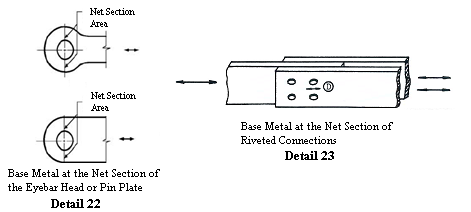 Net Section
Area
Net Section
Area
Base Metal at the Net Section of
the Eyebar Head or Pin Plate
Detail 22
D
Base Metal at the Net Section of
Riveted Connections
Detail 23